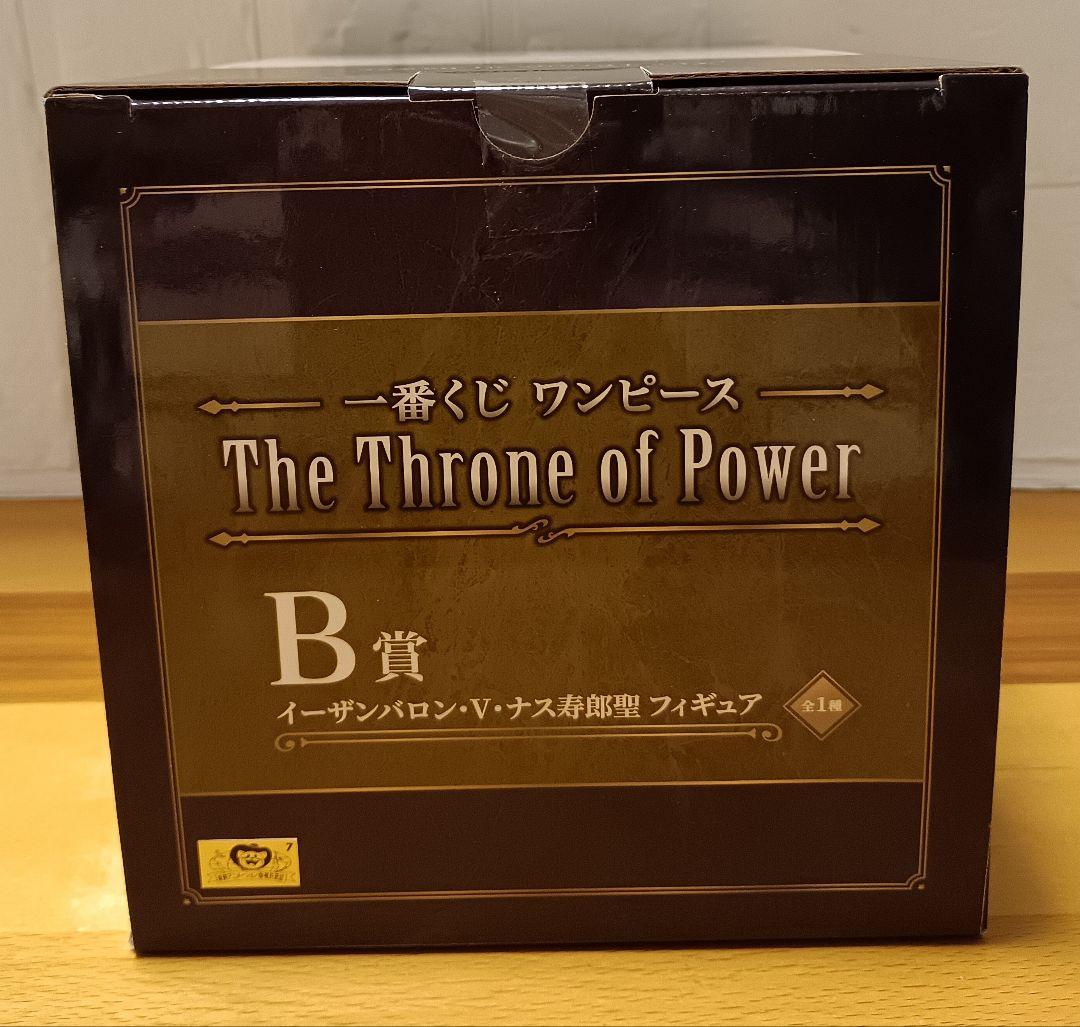 一番くじ ワンピース
The Throne of Power
B賞
イーザンバロン・V・ナス寿郎聖 フィギュア
全1種
7